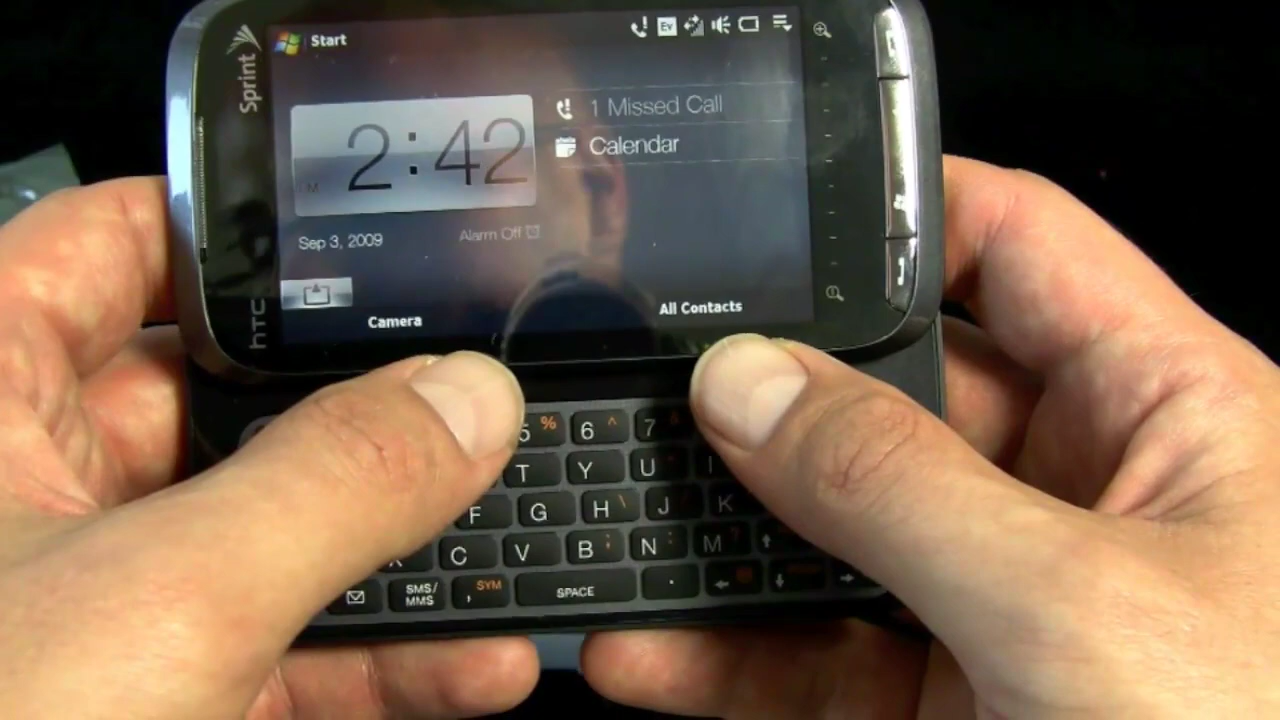 Sprint
hTC
Start
Ev
2:42
1 Missed Call
Calendar
Sep 3, 2009
Alarm Off
Camera
All Contacts
5 % 6 ^ 7
T Y U I
F G H \ J K
C V B ; N : M ?
SMS/
MMS
, SYM
SPACE
.